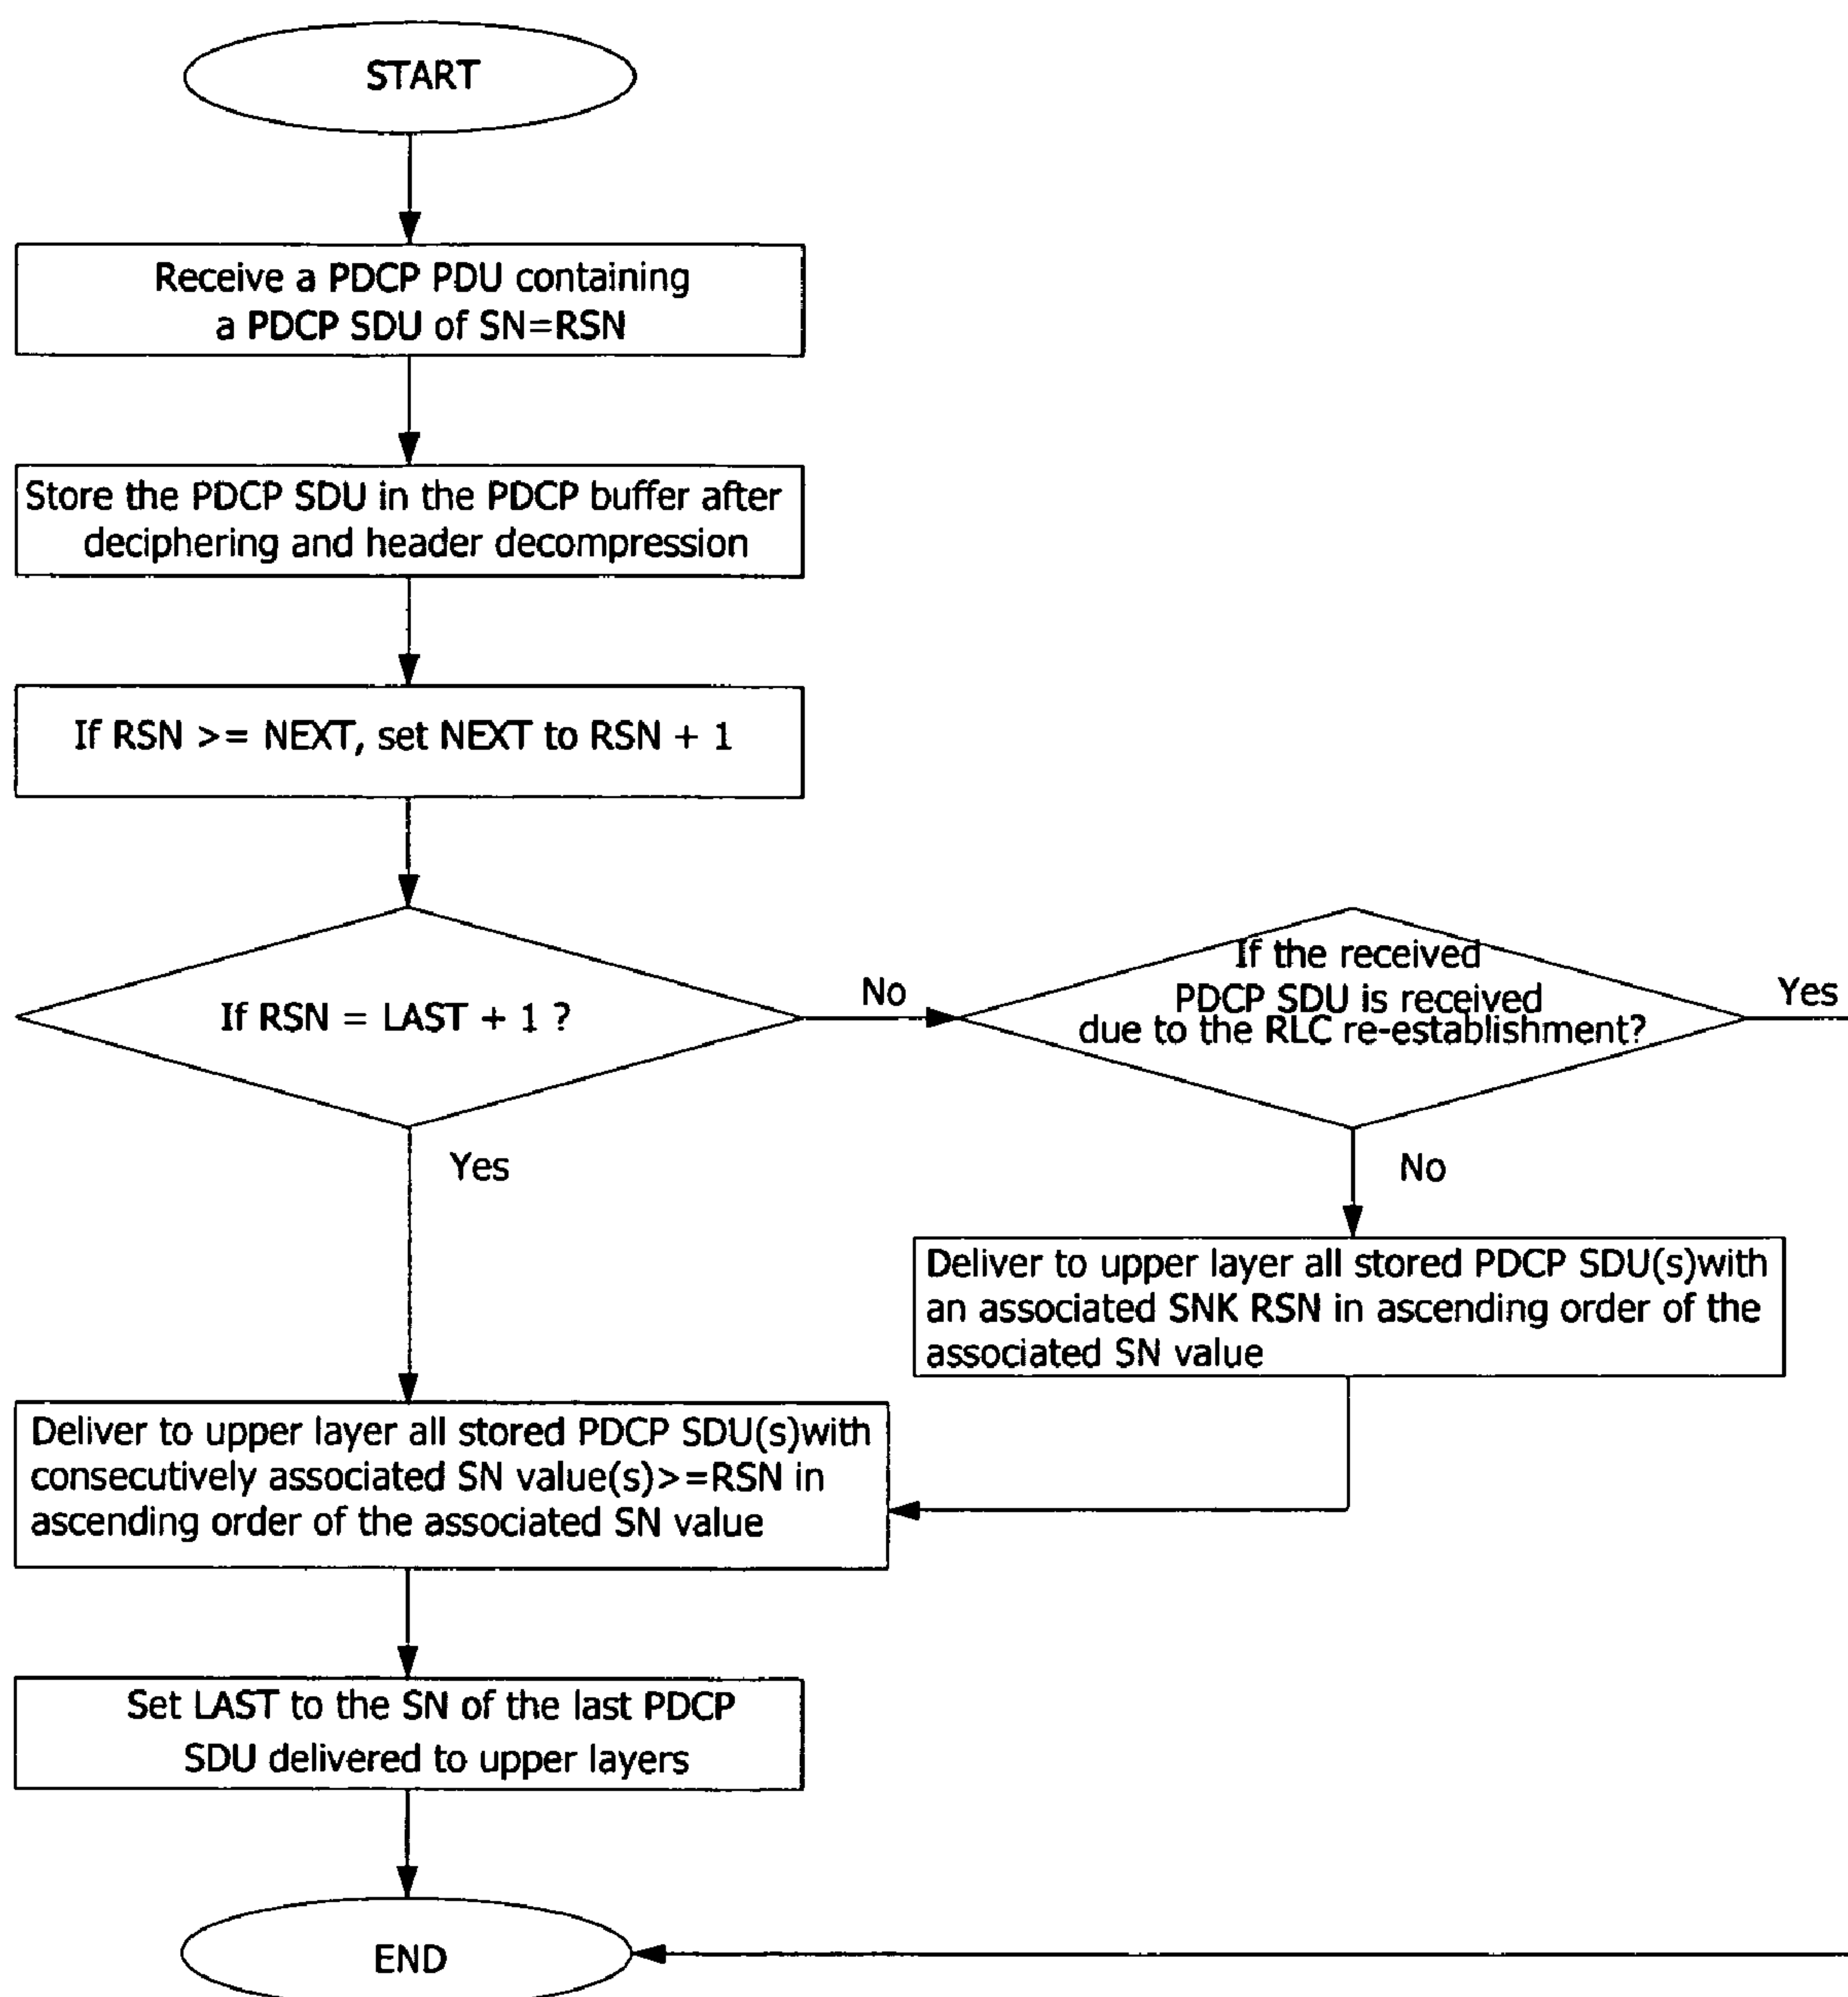 START
Receive a PDCP PDU containing
a PDCP SDU of SN=RSN
Store the PDCP SDU in the PDCP buffer after
deciphering and header decompression
If RSN >= NEXT, set NEXT to RSN + 1
If RSN = LAST + 1 ?
No
If the received
PDCP SDU is received
due to the RLC re-establishment?
Yes
Yes
No
Deliver to upper layer all stored PDCP SDU(s)with
an associated SNK RSN in ascending order of the
associated SN value
Deliver to upper layer all stored PDCP SDU(s)with
consecutively associated SN value(s)>=RSN in
ascending order of the associated SN value
Set LAST to the SN of the last PDCP
SDU delivered to upper layers
END